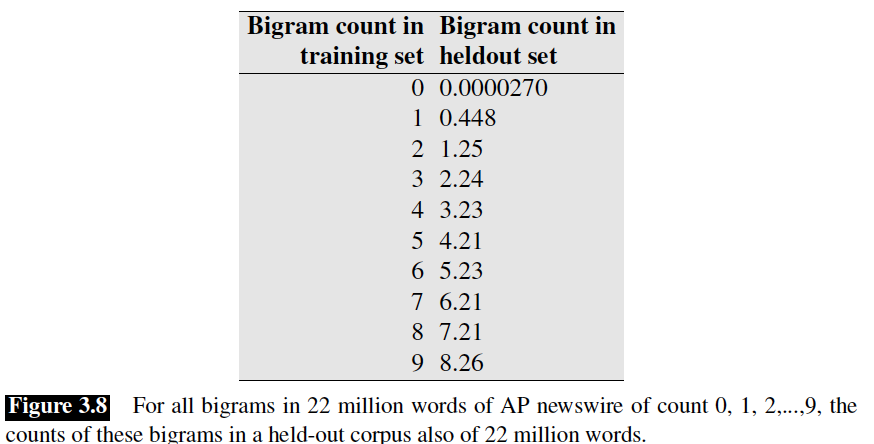 Bigram count in Bigram count in
training set heldout set
0 0.0000270
1 0.448
2 1.25
3 2.24
4 3.23
5 4.21
6 5.23
7 6.21
8 7.21
9 8.26
Figure 3.8 For all bigrams in 22 million words of AP newswire of count 0, 1, 2,...,9, the
counts of these bigrams in a held-out corpus also of 22 million words.